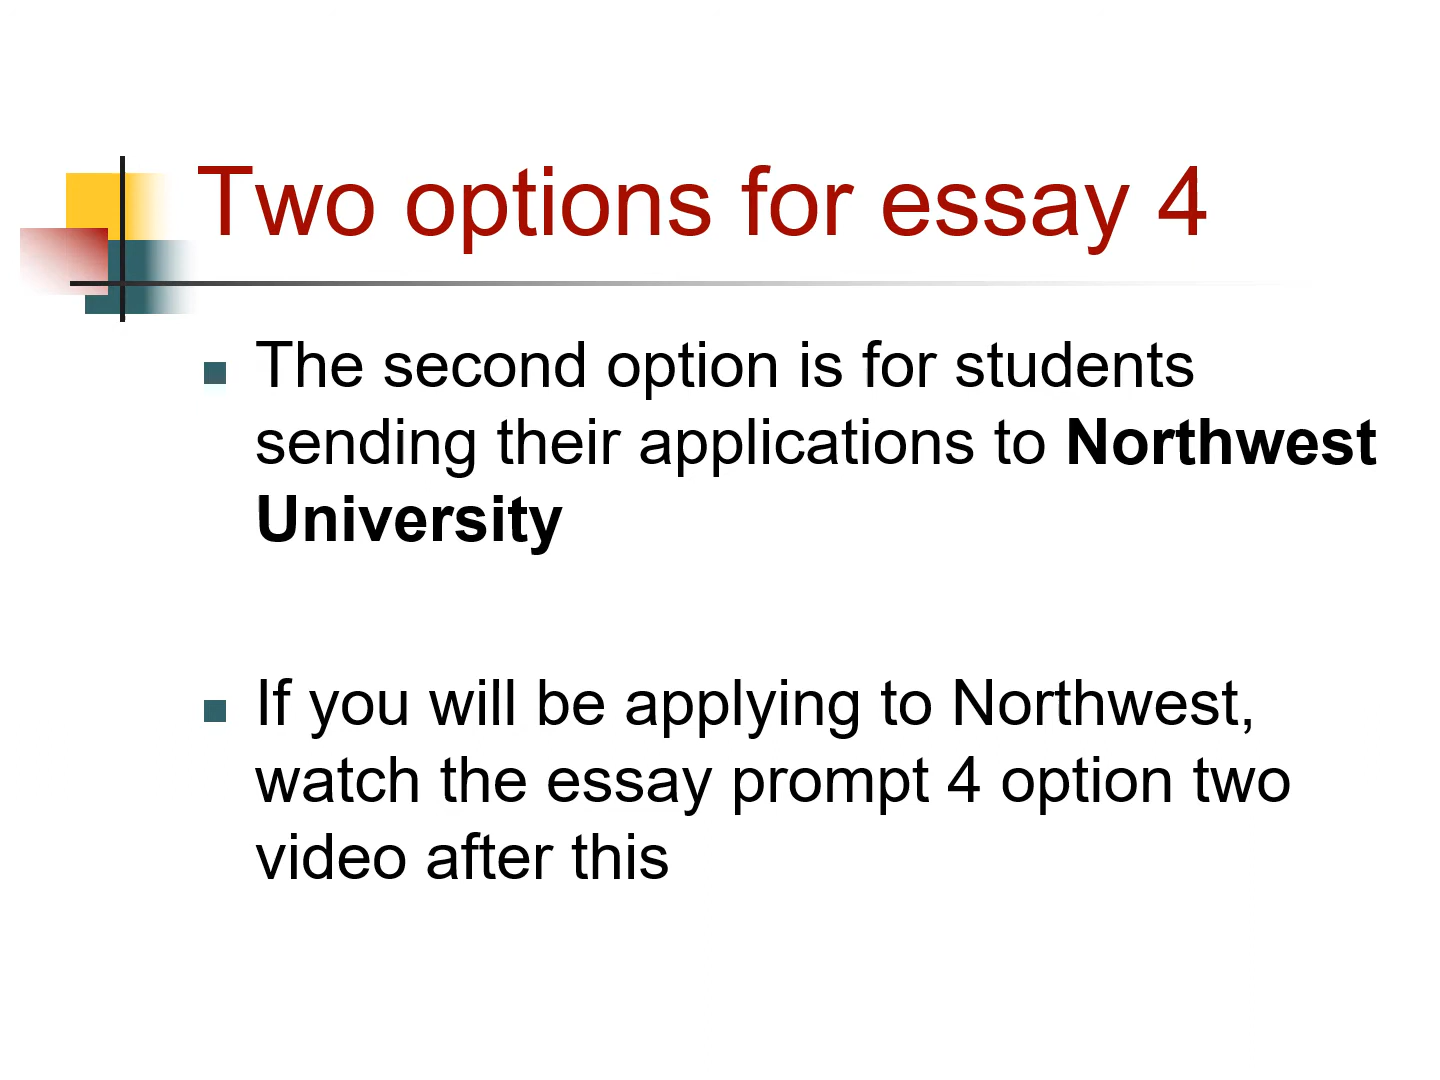 Two options for essay 4
The second option is for students
sending their applications to Northwest
University
If you will be applying to Northwest,
watch the essay prompt 4 option two
video after this